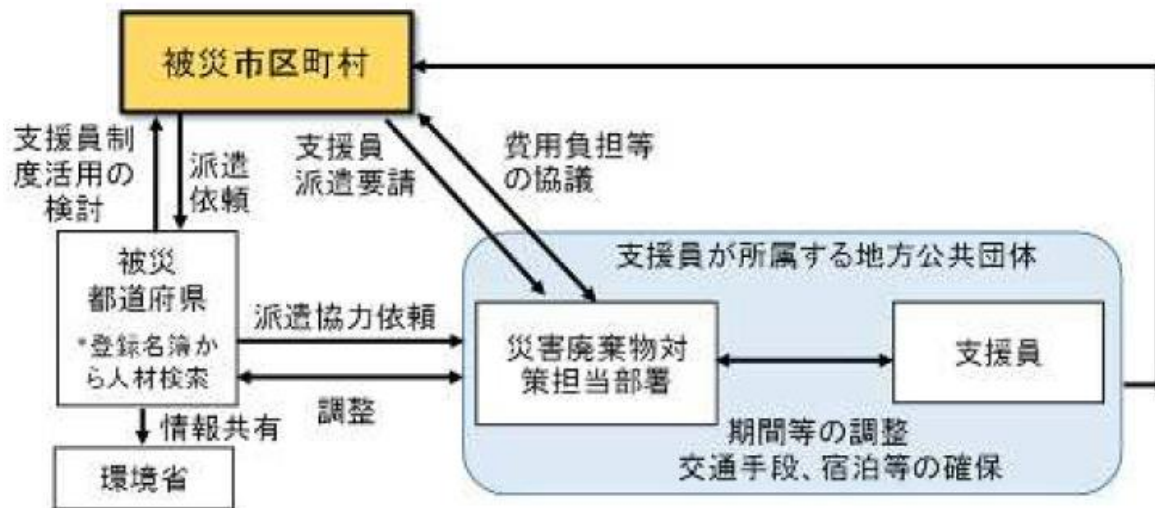 被災市区町村
支援員制
度活用の
検討
派遣
依頼
支援員
派遣要請
費用負担等
の協議
被災
都道府県
*登録名簿か
ら人材検索
派遣協力依頼
調整
情報共有
環境省
支援員が所属する地方公共団体
災害廃棄物対
策担当部署
支援員
期間等の調整
交通手段、宿泊等の確保